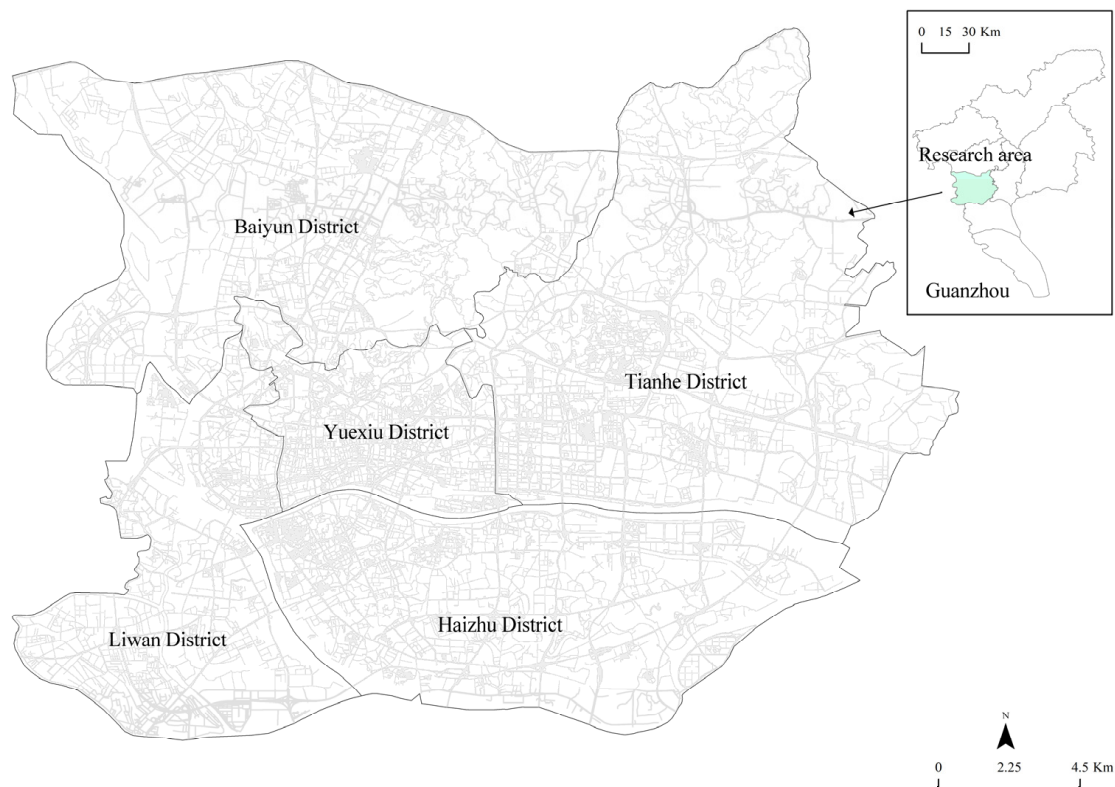 0 15 30 Km
Research area
Guanzhou
Baiyun District
Tianhe District
Yuexiu District
Haizhu District
Liwan District
N
0 2.25 4.5 Km